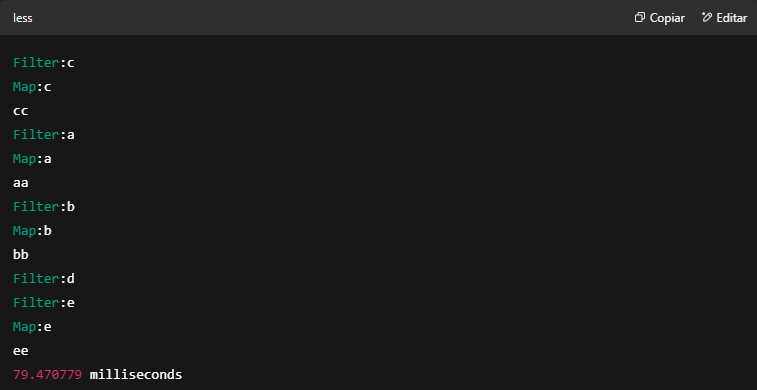 less
Copiar
Editar
Filter:c
Map:c
cc
Filter:a
Map:a
aa
Filter:b
Map:b
bb
Filter:d
Filter:e
Map:e
ee
79.470779 milliseconds